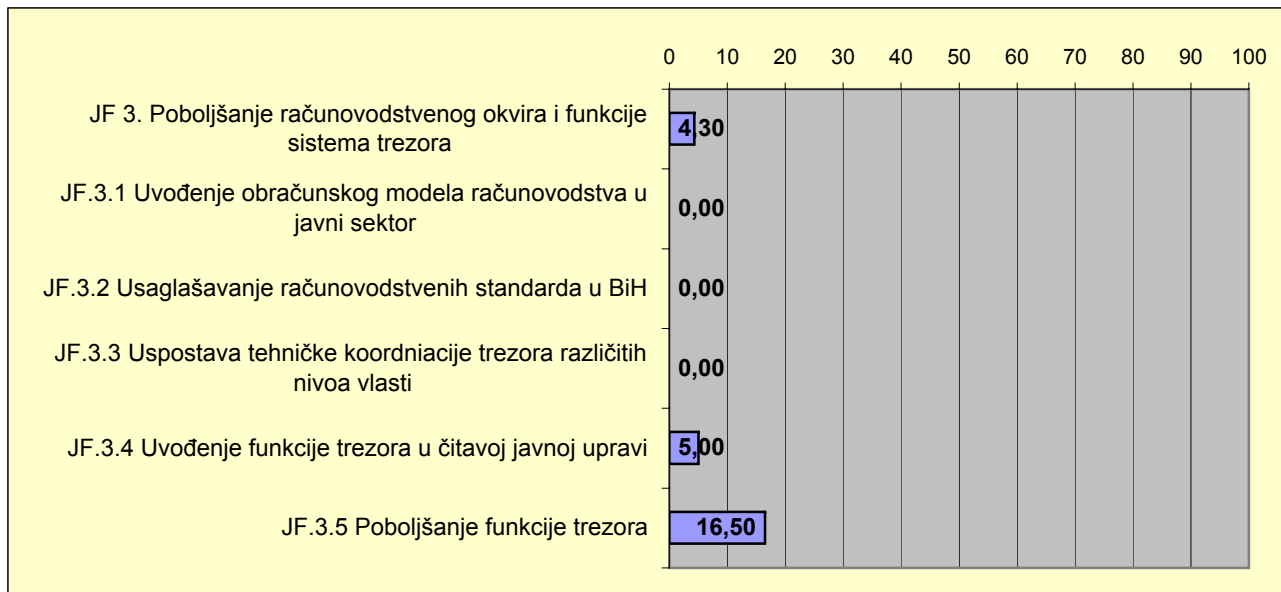 0 10 20 30 40 50 60 70 80 90 100
JF 3. Poboljšanje računovodstvenog okvira i funkcije
sistema trezora
4,30
JF.3.1 Uvođenje obračunskog modela računovodstva u
javni sektor
0,00
JF.3.2 Usaglašavanje računovodstvenih standarda u BiH
0,00
JF.3.3 Uspostava tehničke koordniacije trezora različitih
nivoa vlasti
0,00
JF.3.4 Uvođenje funkcije trezora u čitavoj javnoj upravi
5,00
JF.3.5 Poboljšanje funkcije trezora
16,50